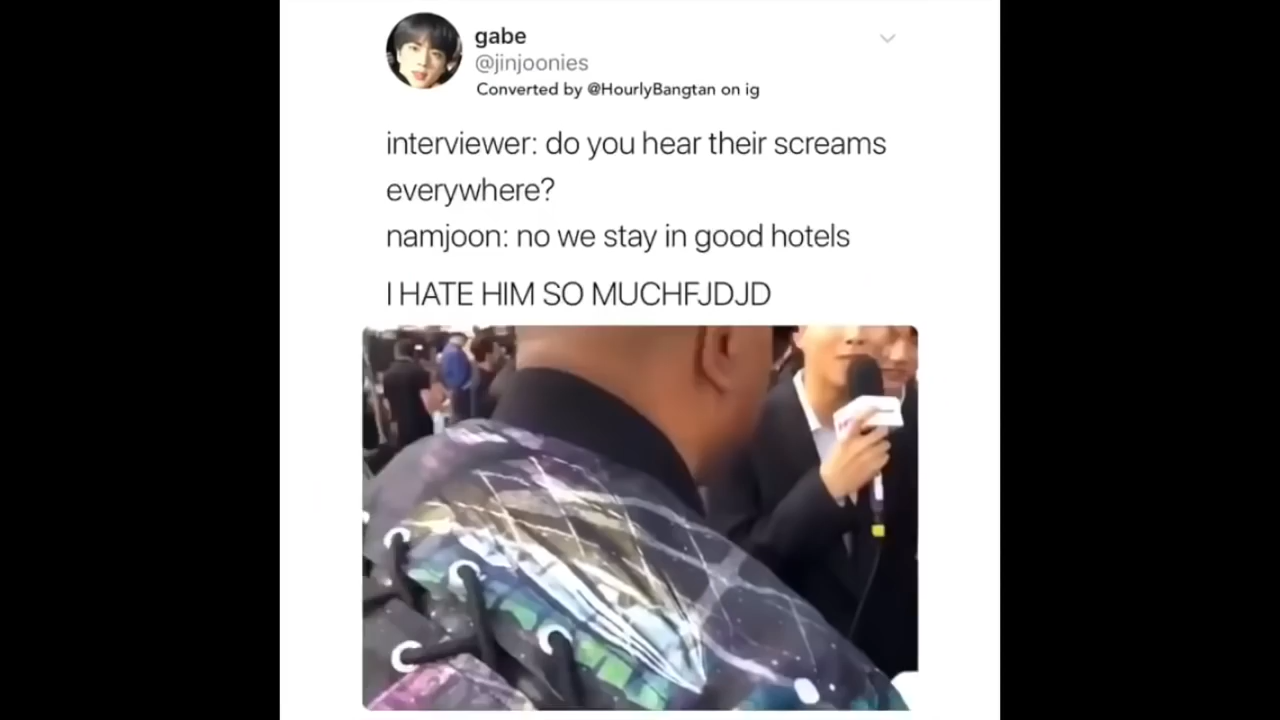 gabe
@jinjoonies
Converted by @HourlyBangtan on ig
interviewer: do you hear their screams
everywhere?
namjoon: no we stay in good hotels
I HATE HIM SO MUCHFJDJD